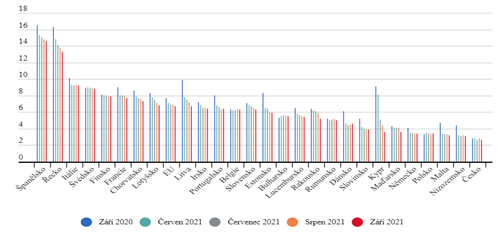 18
16
14
12
10
8
6
4
2
0
Španělsko
Řecko
Itálie
Švédsko
Finsko
Francie
Chorvatsko
Lotyšsko
EU
Litva
Irsko
Portugalsko
Belgie
Slovensko
Estonsko
Bulharsko
Lucembursko
Rakousko
Rumunsko
Dánsko
Slovinsko
Kypr
Maďarsko
Německo
Polsko
Malta
Nizozemsko
Česko
Září 2020 Červen 2021 Červenec 2021 Srpen 2021 Září 2021